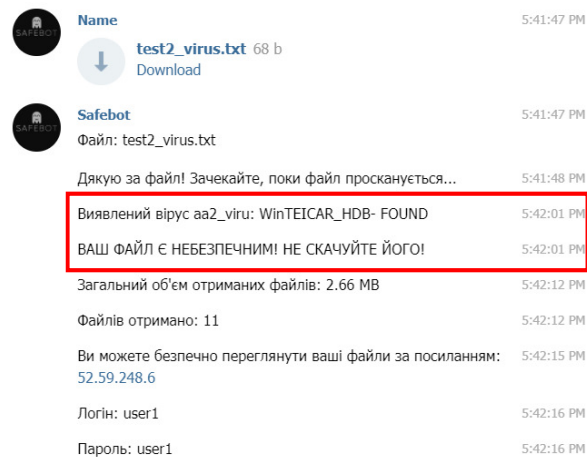 SAFEBOT
Name 5:41:47 PM
test2_virus.txt 68 b
Download
SAFEBOT
Safebot 5:41:47 PM
Файл: test2_virus.txt
Дякую за файл! Зачекайте, поки файл просканується... 5:41:48 PM
Виявлений вірус aa2_viru: WinTEICAR_HDB- FOUND 5:42:01 PM
ВАШ ФАЙЛ Є НЕБЕЗПЕЧНИМ! НЕ СКАЧУЙТЕ ЙОГО! 5:42:01 PM
Загальний об'єм отриманих файлів: 2.66 MB 5:42:12 PM
Файлів отримано: 11 5:42:12 PM
Ви можете безпечно переглянути ваші файли за посиланням: 5:42:15 PM
52.59.248.6
Логін: user1 5:42:16 PM
Пароль: user1 5:42:16 PM